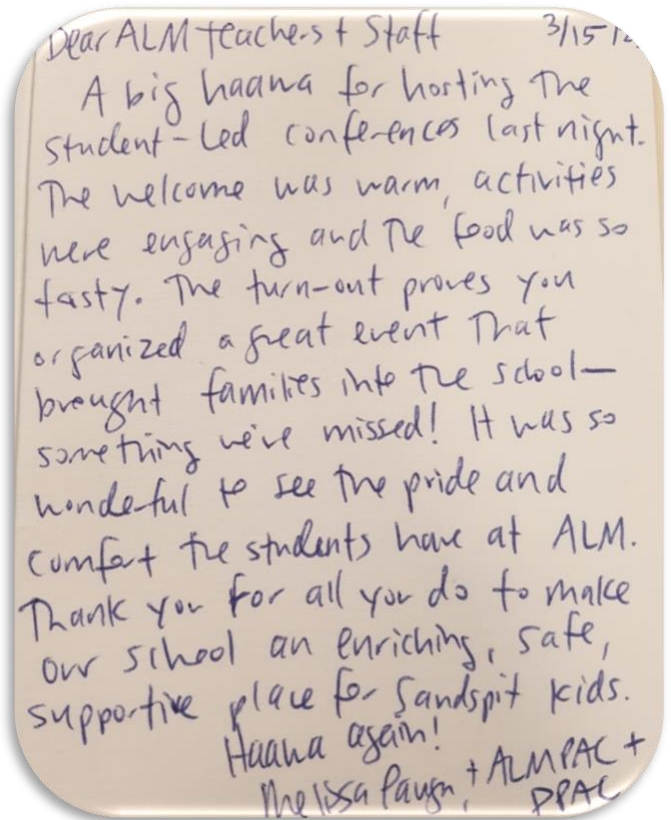 Dear ALM teachers + Staff 3/15/2
A big haawa for hosting the
student-led conferences last night.
The welcome was warm, activities
were engaging and the food was so
tasty. The turn-out proves you
organized a great event that
brought families into the school—
something we've missed! It was so
wonderful to see the pride and
comfort the students have at ALM.
Thank you for all you do to make
our school an enriching, safe,
supportive place for Sandspit kids.
Haawa again!
Melissa + ALMPAC +
DPAC